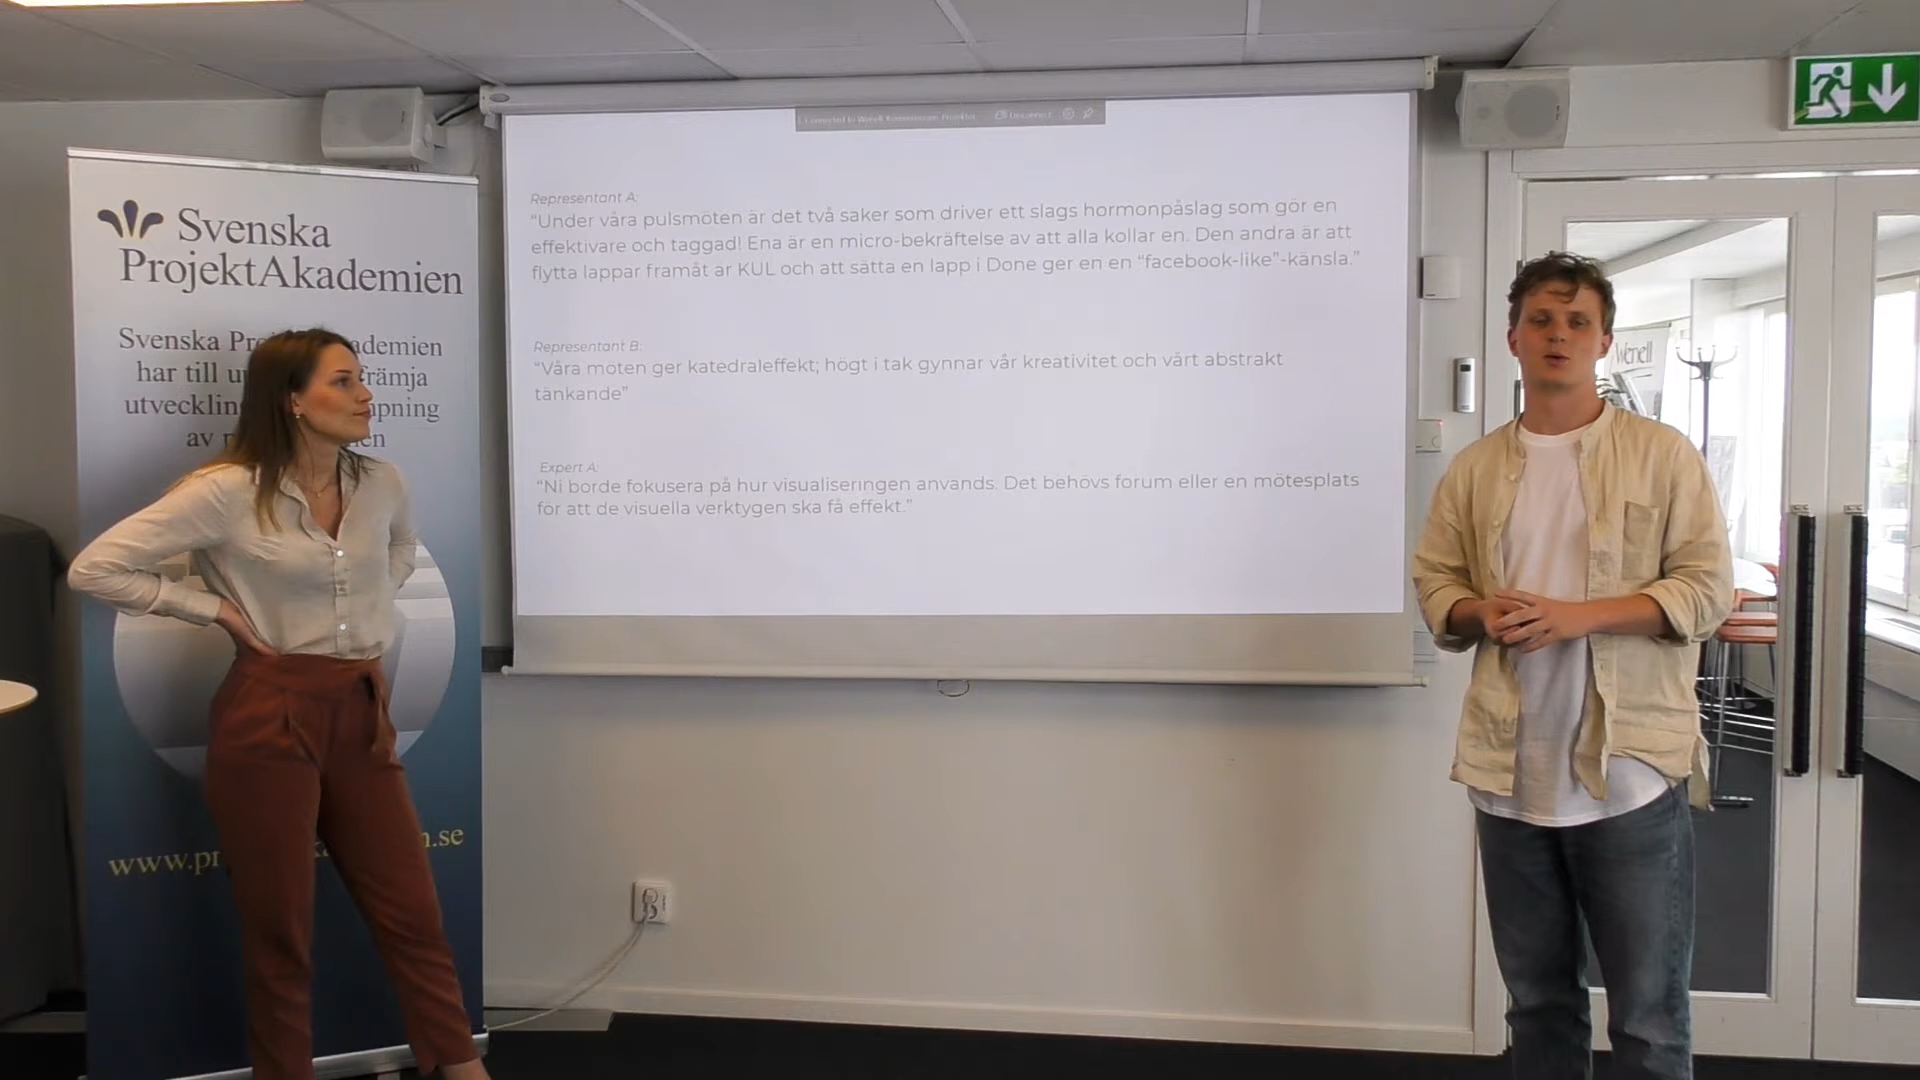 Svenska
ProjektAkademien
Svenska
ademien
har till
främja
av
www.pr
.se
Connected to Wenell
Disconnect
Representant A:
“Under våra pulsmöten är det två saker som driver ett slags hormonpåslag som gör en
effektivare och taggad! Ena är en micro-bekräftelse av att alla kollar en. Den andra är att
flytta lappar framåt är KUL och att sätta en lapp i Done ger en en “facebook-like”-känsla.”
Representant B:
“Våra möten ger katedraleffekt; högt i tak gynnar vår kreativitet och vårt abstrakt
tänkande”
Expert A:
“Ni borde fokusera på hur visualiseringen används. Det behövs forum eller en mötesplats
för att de visuella verktygen ska få effekt.”
Wenell